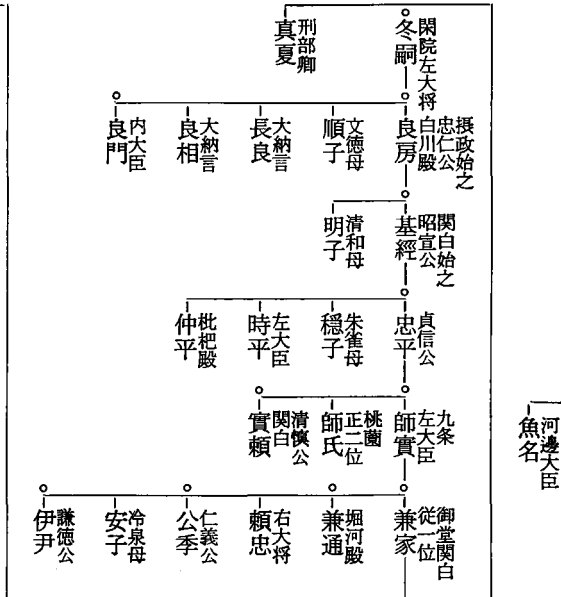 河邊大臣
魚名
閑院左大将
冬嗣
刑部卿
真夏
摂政始之
忠仁公
白川殿
良房
文徳母
順子
大納言
長良
大納言
良相
内大臣
良門
関白始之
昭宣公
基經
清和母
明子
貞信公
忠平
朱雀母
穏子
左大臣
時平
枇杷殿
仲平
九条
左大臣
師實
桃薗
正二位
師氏
清慎公
関白
實頼
御堂関白
従一位
兼家
堀河殿
兼通
右大将
頼忠
仁義公
公季
冷泉母
安子
謙徳公
伊尹